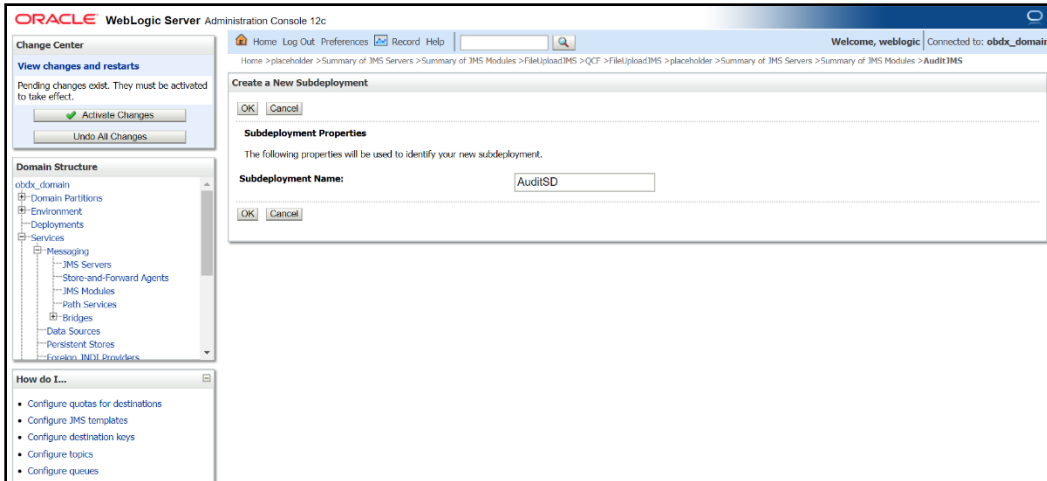 ORACLE WebLogic Server Administration Console 12c
Change Center
View changes and restarts
Pending changes exist. They must be activated
to take effect.
Activate Changes
Undo All Changes
Domain Structure
obdx_domain
Domain Partitions
Environment
Deployments
Services
Messaging
JMS Servers
Store-and-Forward Agents
JMS Modules
Path Services
Bridges
Data Sources
Persistent Stores
Foreign JNDI Providers
How do I...
• Configure quotas for destinations
• Configure JMS templates
• Configure destination keys
• Configure topics
• Configure queues
Home Log Out Preferences Record Help
Welcome, weblogic Connected to: obdx_domain
Home >placeholder >Summary of JMS Servers >Summary of JMS Modules >FileUploadJMS >QCF >FileUploadJMS >placeholder >Summary of JMS Servers >Summary of JMS Modules >AuditJMS
Create a New Subdeployment
OK Cancel
Subdeployment Properties
The following properties will be used to identify your new subdeployment.
Subdeployment Name: AuditSD
OK Cancel